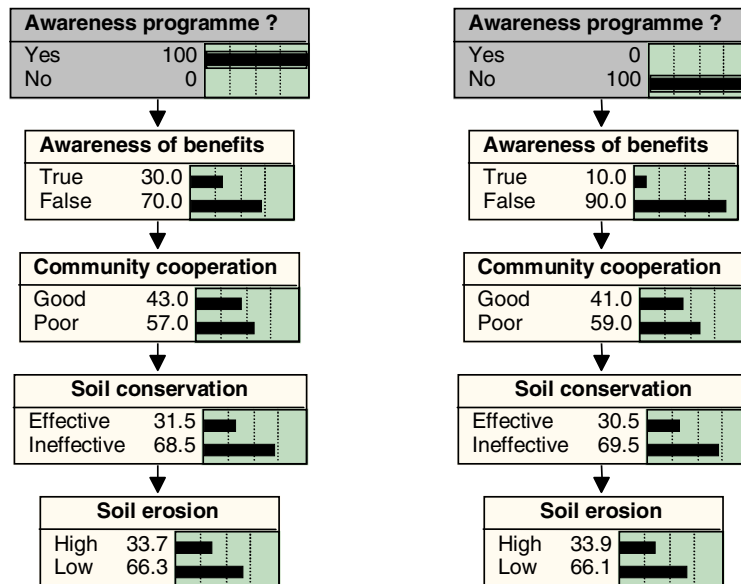 Awareness programme ?
Yes 100
No 0
Awareness of benefits
True 30.0
False 70.0
Community cooperation
Good 43.0
Poor 57.0
Soil conservation
Effective 31.5
Ineffective 68.5
Soil erosion
High 33.7
Low 66.3
Awareness programme ?
Yes 0
No 100
Awareness of benefits
True 10.0
False 90.0
Community cooperation
Good 41.0
Poor 59.0
Soil conservation
Effective 30.5
Ineffective 69.5
Soil erosion
High 33.9
Low 66.1